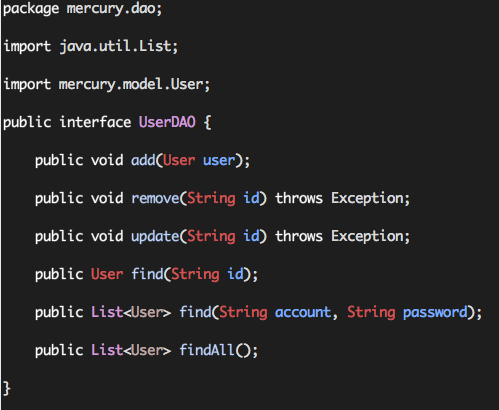 package mercury.dao;
import java.util.List;
import mercury.model.User;
public interface UserDAO {
public void add(User user);
public void remove(String id) throws Exception;
public void update(String id) throws Exception;
public User find(String id);
public List<User> find(String account, String password);
public List<User> findAll();
}